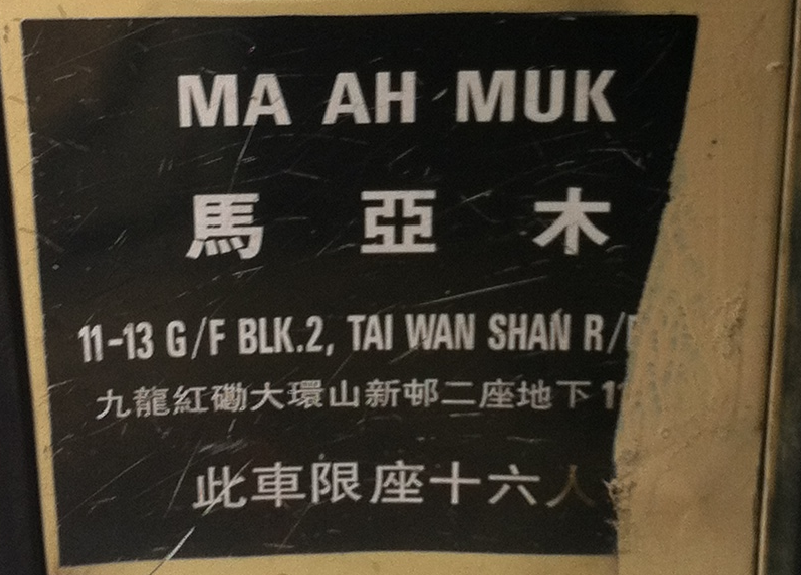 MA AH MUK
馬 亞 木
11-13 G/F BLK.2, TAI WAN SHAN R/
九龍紅磡大環山新邨二座地下 1
此車限座十六人